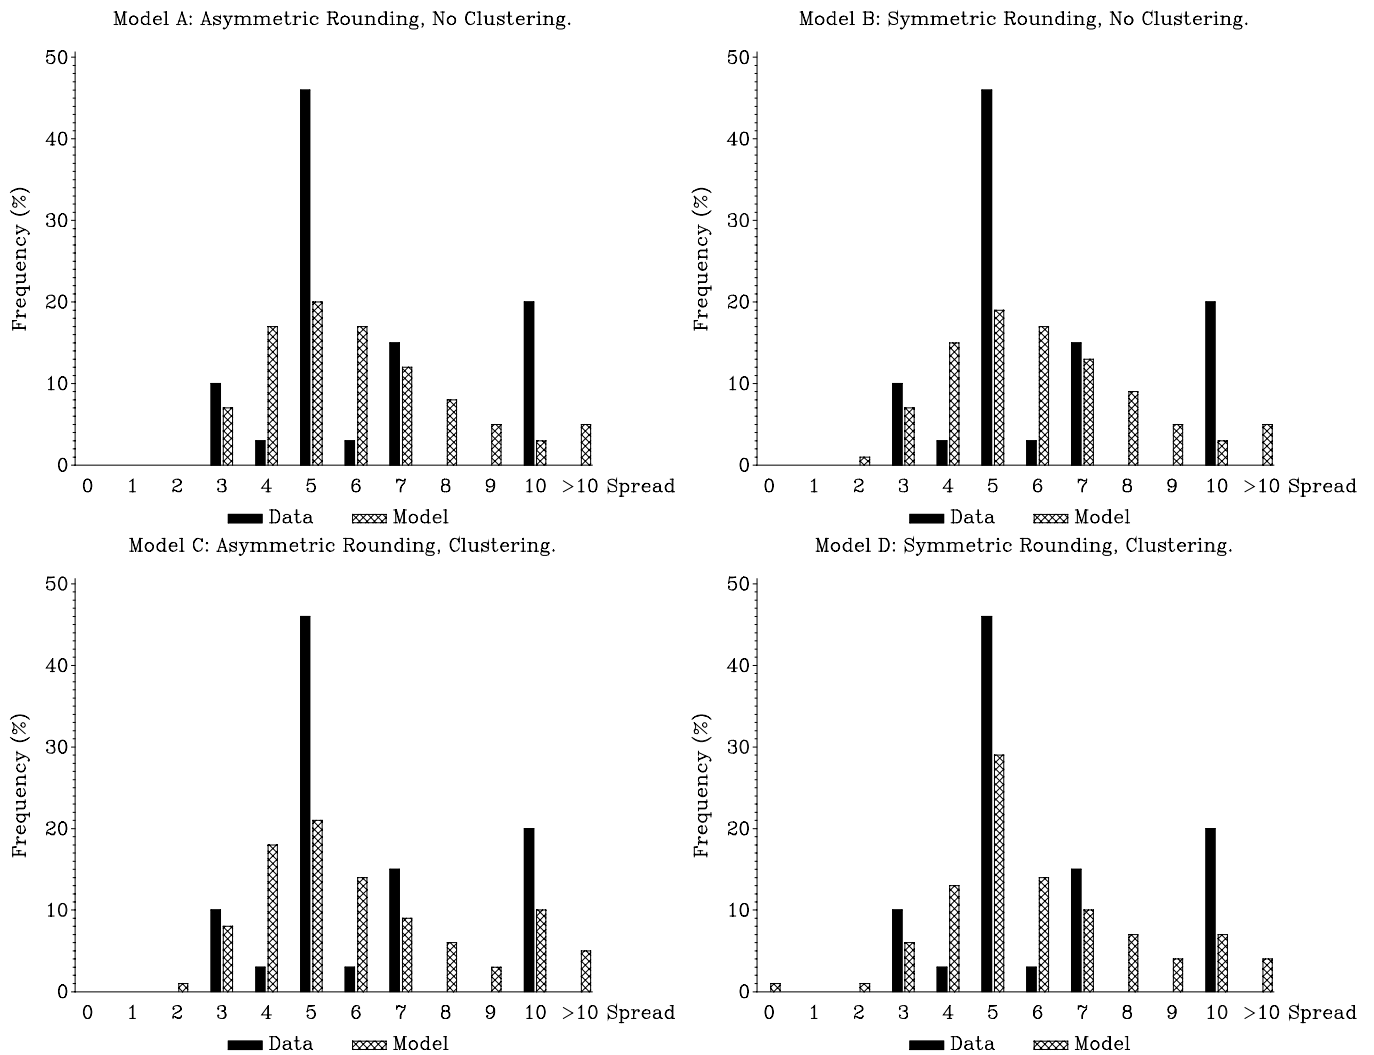 Model A: Asymmetric Rounding, No Clustering.
50
40
30
20
10
0
Frequency (%)
0 1 2 3 4 5 6 7 8 9 10 >10 Spread
Data Model
Model B: Symmetric Rounding, No Clustering.
50
40
30
20
10
0
Frequency (%)
0 1 2 3 4 5 6 7 8 9 10 >10 Spread
Data Model
Model C: Asymmetric Rounding, Clustering.
50
40
30
20
10
0
Frequency (%)
0 1 2 3 4 5 6 7 8 9 10 >10 Spread
Data Model
Model D: Symmetric Rounding, Clustering.
50
40
30
20
10
0
Frequency (%)
0 1 2 3 4 5 6 7 8 9 10 >10 Spread
Data Model